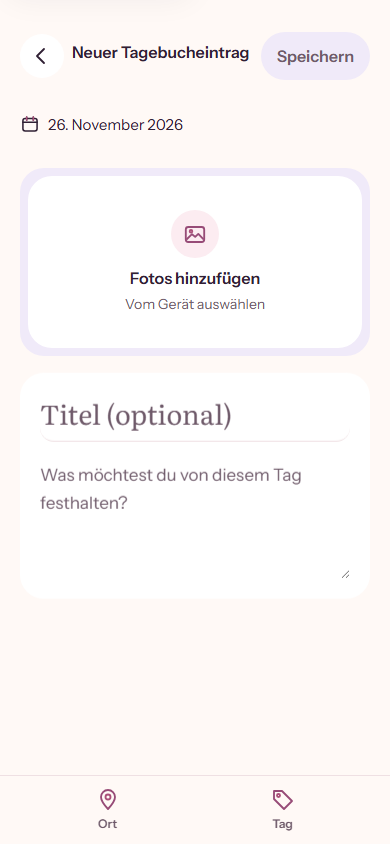 Neuer Tagebucheintrag
Speichern
26. November 2026
Fotos hinzufügen
Vom Gerät auswählen
Titel (optional)
Was möchtest du von diesem Tag
festhalten?
Ort
Tag